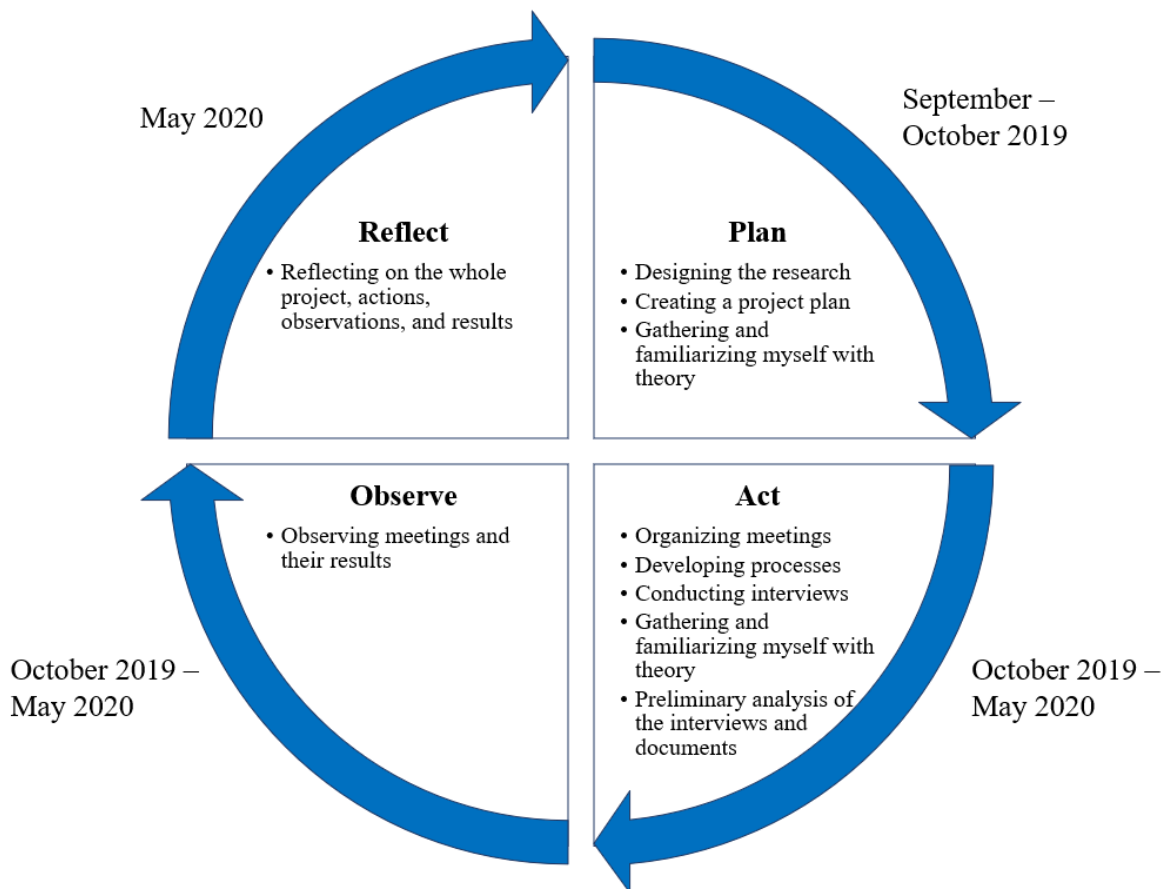 May 2020
September –
October 2019
Reflect
• Reflecting on the whole
project, actions,
observations, and results
Plan
• Designing the research
• Creating a project plan
• Gathering and
familiarizing myself with
theory
Observe
• Observing meetings and
their results
Act
• Organizing meetings
• Developing processes
• Conducting interviews
• Gathering and
familiarizing myself with
theory
• Preliminary analysis of
the interviews and
documents
October 2019 –
May 2020
October 2019 –
May 2020